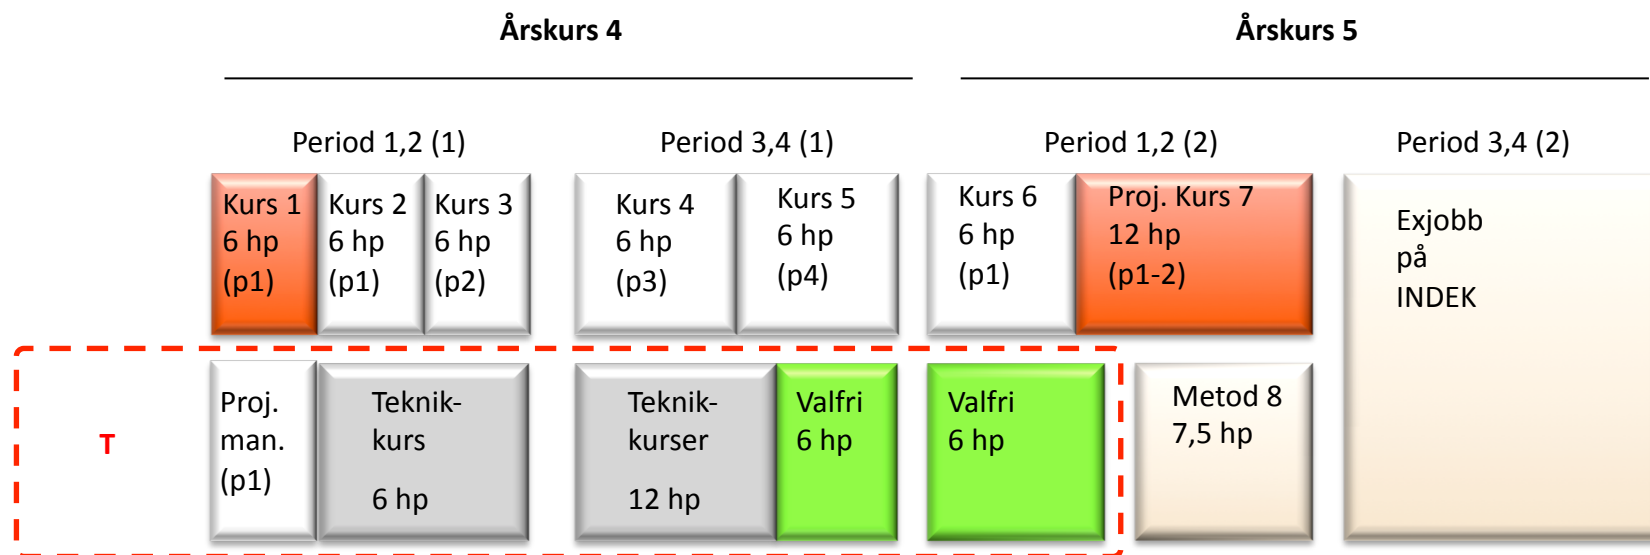 Årskurs 4
Årskurs 5
Period 1,2 (1)
Period 3,4 (1)
Period 1,2 (2)
Period 3,4 (2)
Kurs 1
6 hp
(p1)
Kurs 2
6 hp
(p1)
Kurs 3
6 hp
(p2)
Kurs 4
6 hp
(p3)
Kurs 5
6 hp
(p4)
Kurs 6
6 hp
(p1)
Proj. Kurs 7
12 hp
(p1-2)
Exjobb
på
INDEK
T
Proj.
man.
(p1)
Teknik-
kurs
6 hp
Teknik-
kurser
12 hp
Valfri
6 hp
Valfri
6 hp
Metod 8
7,5 hp